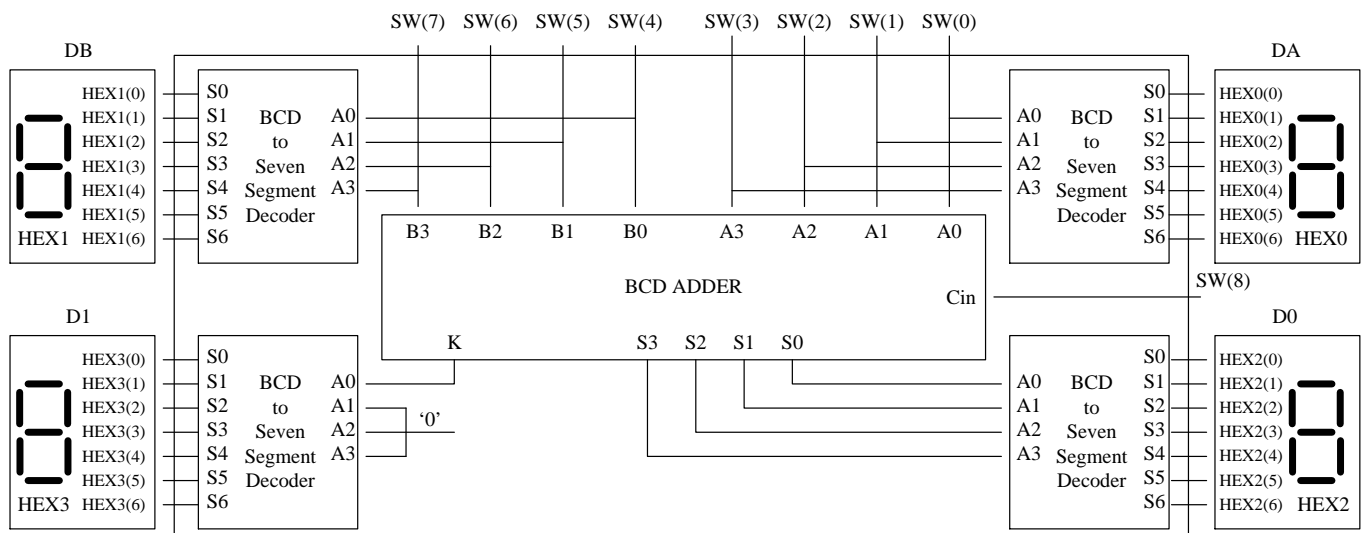 SW(7) SW(6) SW(5) SW(4) SW(3) SW(2) SW(1) SW(0)
DB
DA
HEX1(0)
HEX1(1)
HEX1(2)
HEX1(3)
HEX1(4)
HEX1(5)
HEX1(6)
HEX1
S0
S1
S2
S3
S4
S5
S6
BCD
to
Seven
Segment
Decoder
A0
A1
A2
A3
A0
A1
A2
A3
BCD
to
Seven
Segment
Decoder
S0
S1
S2
S3
S4
S5
S6
HEX0(0)
HEX0(1)
HEX0(2)
HEX0(3)
HEX0(4)
HEX0(5)
HEX0(6)
HEX0
B3 B2 B1 B0 A3 A2 A1 A0
BCD ADDER
Cin
SW(8)
K S3 S2 S1 S0
D1
D0
HEX3(0)
HEX3(1)
HEX3(2)
HEX3(3)
HEX3(4)
HEX3(5)
HEX3(6)
HEX3
S0
S1
S2
S3
S4
S5
S6
BCD
to
Seven
Segment
Decoder
A0
A1
A2
A3
‘0’
A0
A1
A2
A3
BCD
to
Seven
Segment
Decoder
S0
S1
S2
S3
S4
S5
S6
HEX2(0)
HEX2(1)
HEX2(2)
HEX2(3)
HEX2(4)
HEX2(5)
HEX2(6)
HEX2